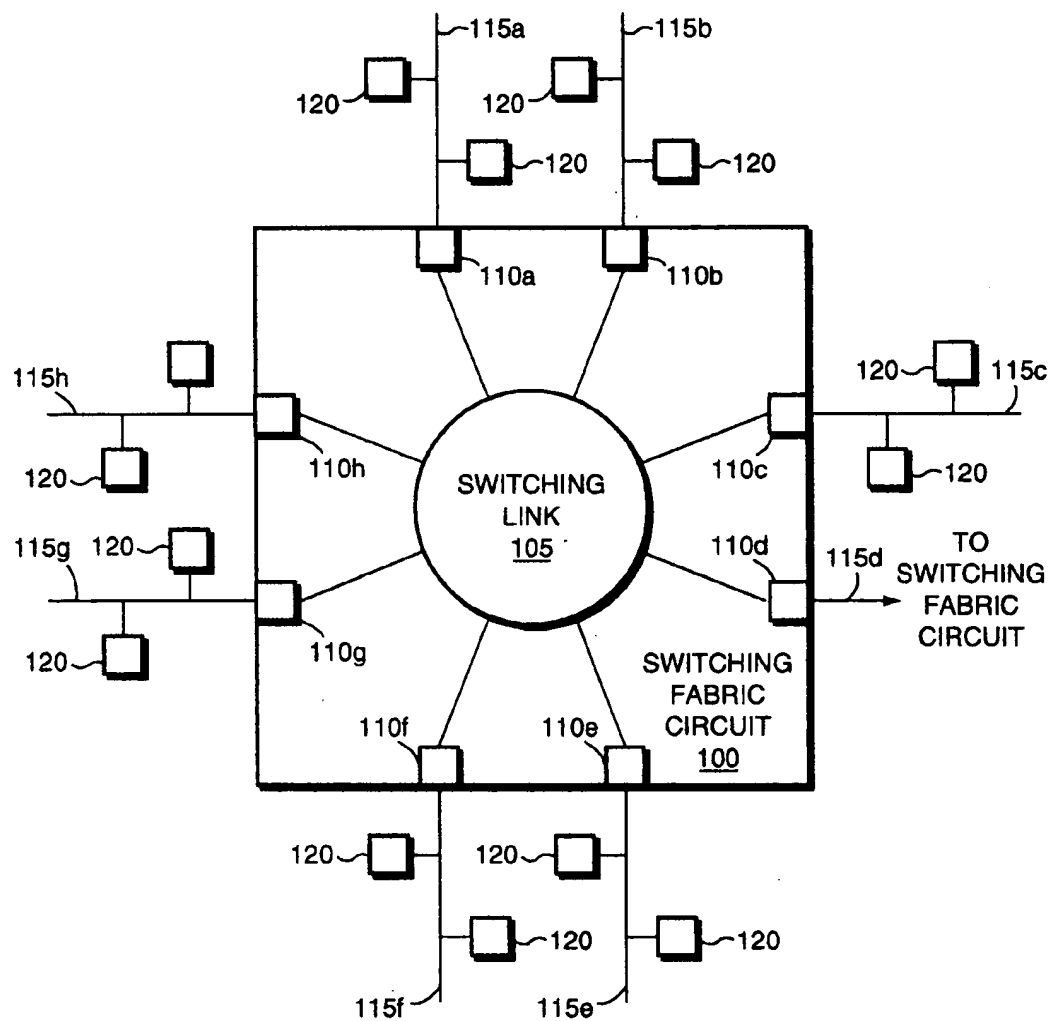 115a
115b
120
120
120
120
110a
110b
115h
120
115c
120
110h
110c
120
SWITCHING
LINK
105
115g
120
110d
115d
TO
SWITCHING
FABRIC
CIRCUIT
120
110g
SWITCHING
FABRIC
CIRCUIT
100
110f
110e
120
120
120
120
115f
115e